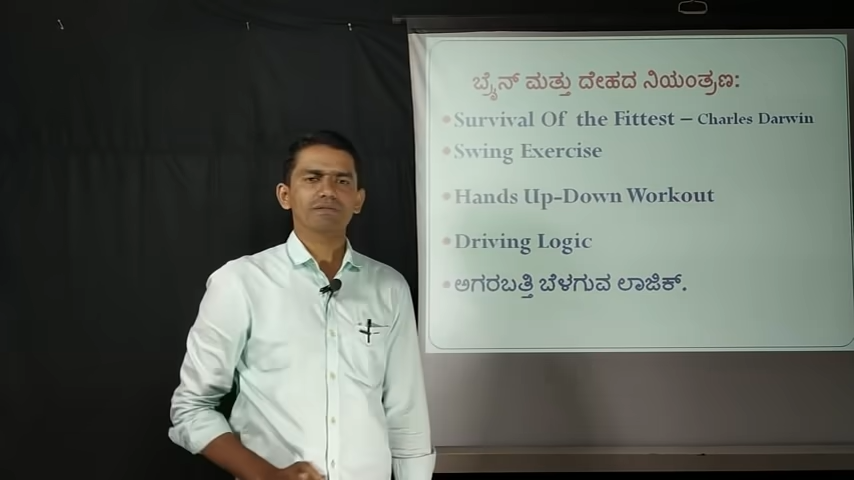 ಬ್ರೈನ್ ಮತ್ತು ದೇಹದ ನಿಯಂತ್ರಣ:
•Survival Of the Fittest – Charles Darwin
•Swing Exercise
•Hands Up-Down Workout
•Driving Logic
•ಅಗರಬತ್ತಿ ಬೆಳಗುವ ಲಾಜಿಕ್.